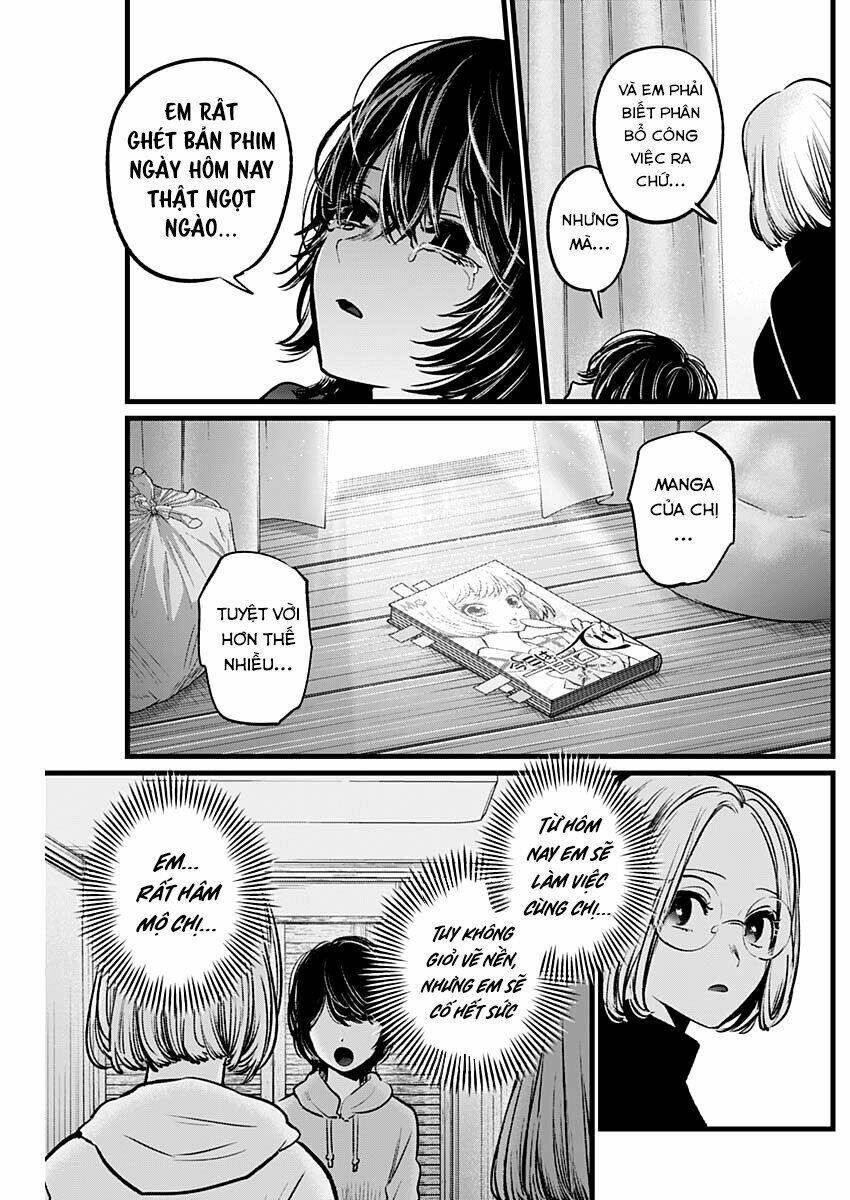 VÀ EM PHẢI
BIẾT PHÂN
BỔ CÔNG
VIỆC RA
CHỨ...
NHƯNG
MÀ...
EM RẤT
GHÉT BẢN PHIM
NGÀY HÔM NAY
THẬT NGỌT
NGÀO...
MANGA
CỦA CHỊ
...
TUYỆT VỜI
HƠN THẾ
NHIỀU...
TỪ HÔM
NAY EM SẼ
LÀM VIỆC
CÙNG CHỊ...
TUY KHÔNG
GIỎI VẼ NỀN,
NHƯNG EM SẼ
CỐ HẾT SỨC
EM...
RẤT HÂM
MỘ CHỊ...